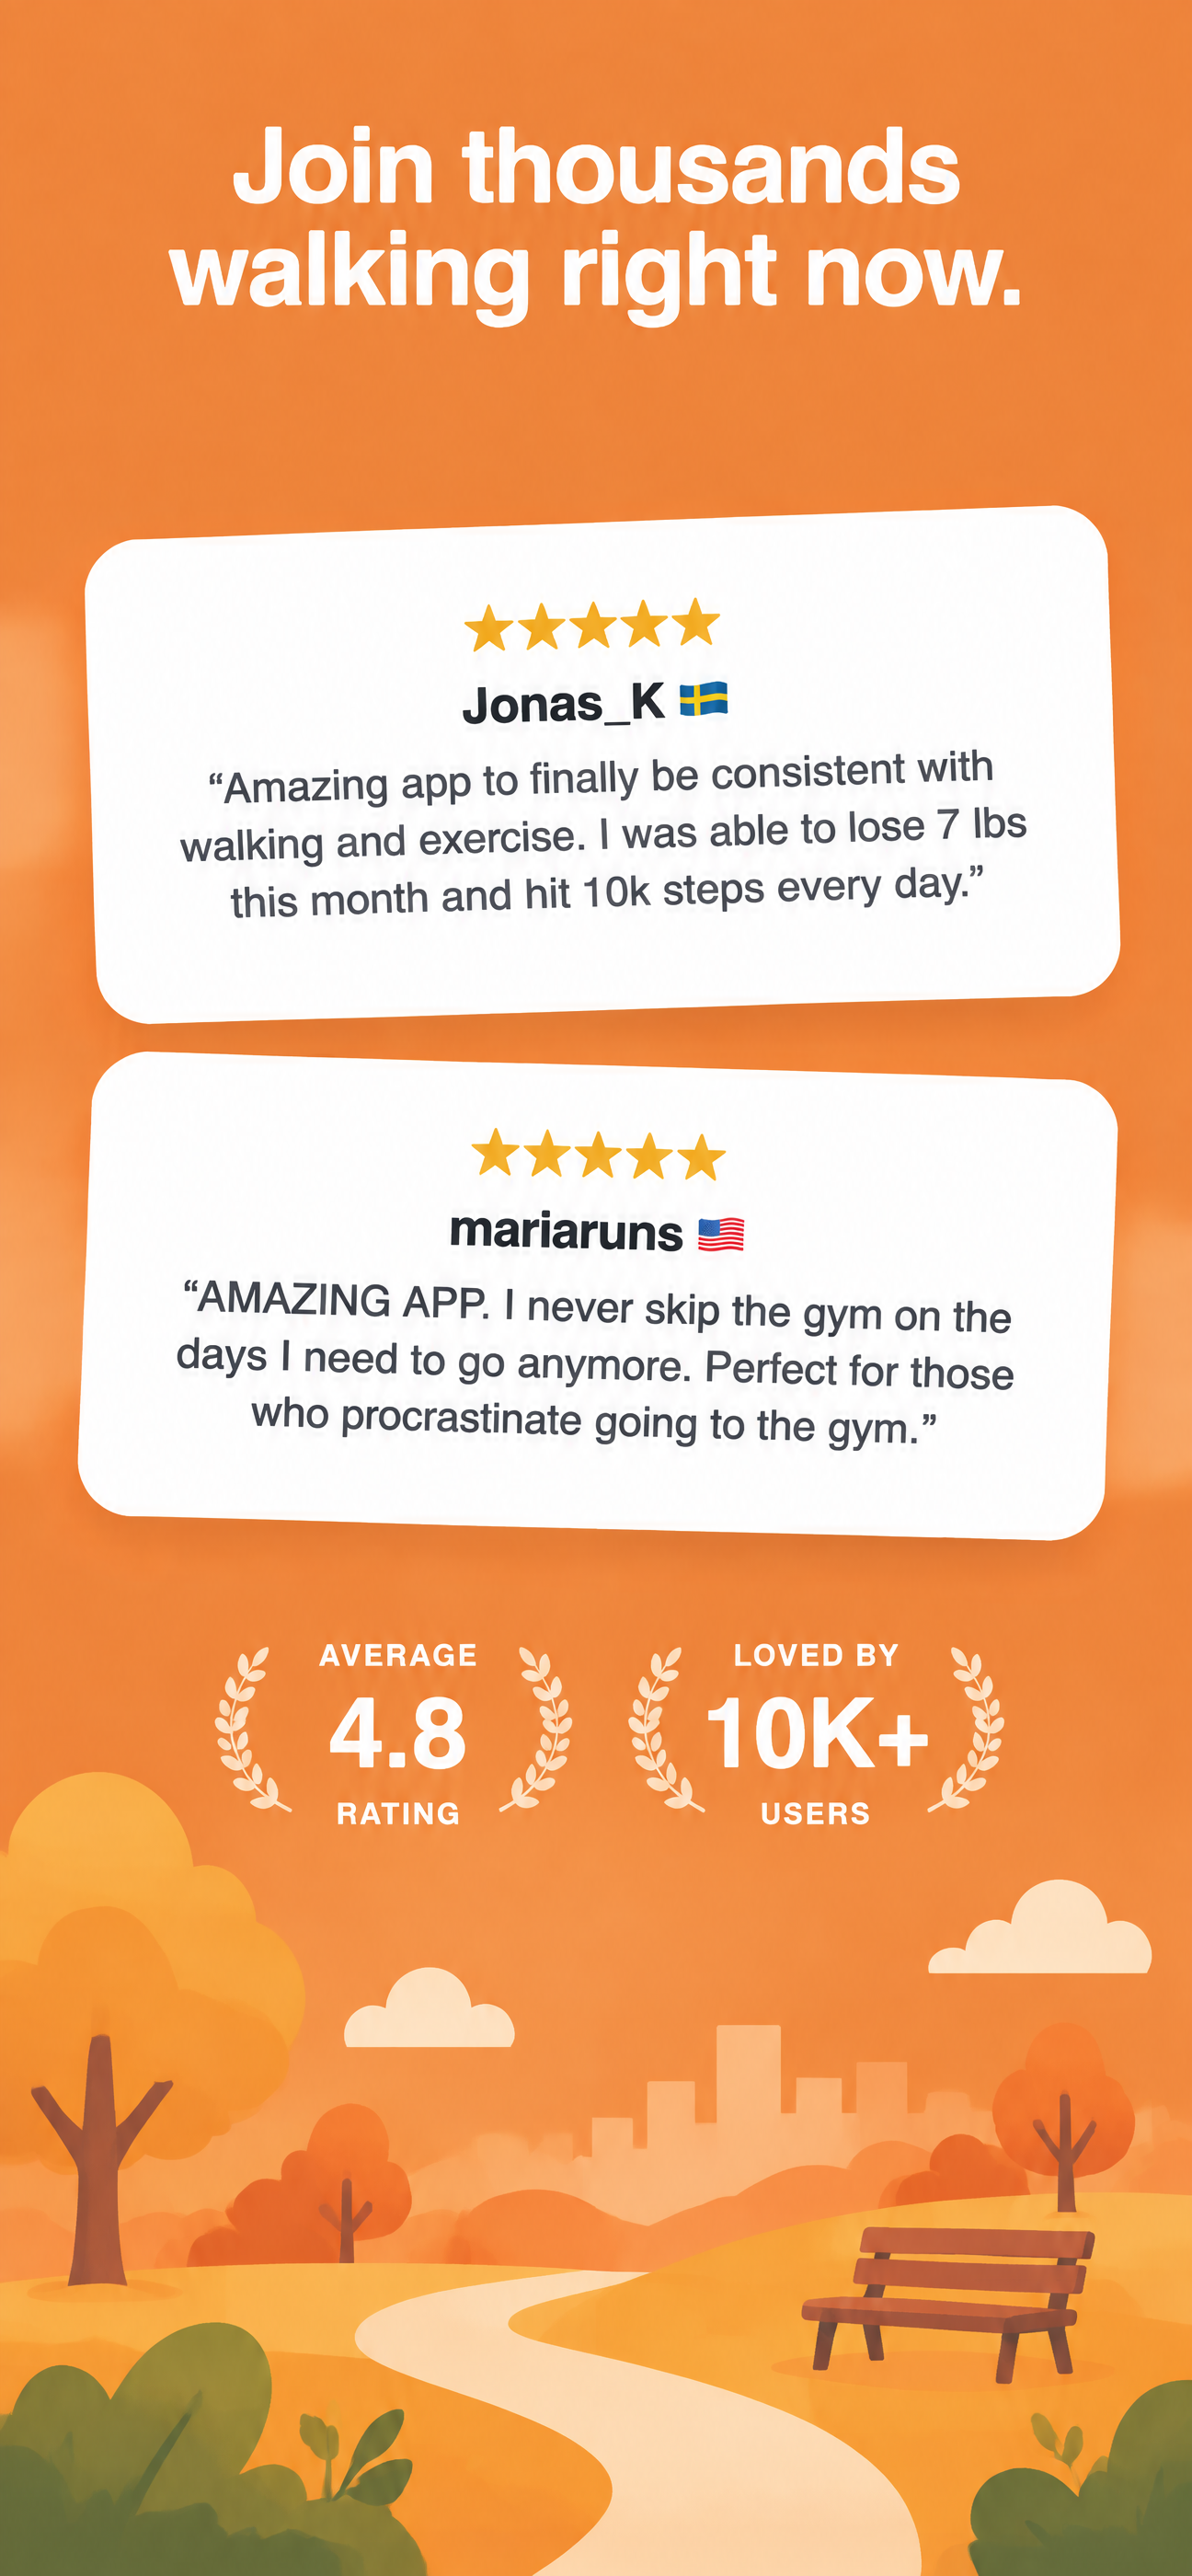 Join thousands
walking right now.
Jonas_K
“Amazing app to finally be consistent with
walking and exercise. I was able to lose 7 lbs
this month and hit 10k steps every day.”
mariaruns
“AMAZING APP. I never skip the gym on the
days I need to go anymore. Perfect for those
who procrastinate going to the gym.”
AVERAGE
4.8
RATING
LOVED BY
10K+
USERS